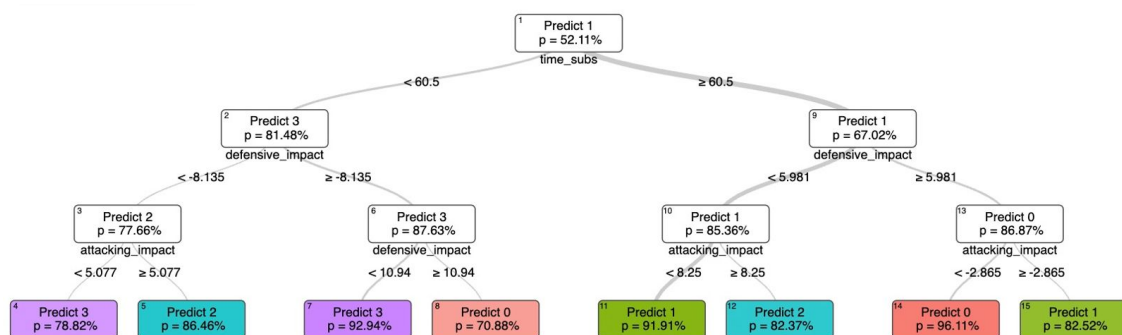 1
Predict 1
p = 52.11%
time_subs
< 60.5
≥ 60.5
2
Predict 3
p = 81.48%
defensive_impact
9
Predict 1
p = 67.02%
defensive_impact
< -8.135
≥ -8.135
< 5.981
≥ 5.981
3
Predict 2
p = 77.66%
attacking_impact
6
Predict 3
p = 87.63%
defensive_impact
10
Predict 1
p = 85.36%
attacking_impact
13
Predict 0
p = 86.87%
attacking_impact
< 5.077
≥ 5.077
< 10.94
≥ 10.94
< 8.25
≥ 8.25
< -2.865
≥ -2.865
4
Predict 3
p = 78.82%
5
Predict 2
p = 86.46%
7
Predict 3
p = 92.94%
8
Predict 0
p = 70.88%
11
Predict 1
p = 91.91%
12
Predict 2
p = 82.37%
14
Predict 0
p = 96.11%
15
Predict 1
p = 82.52%